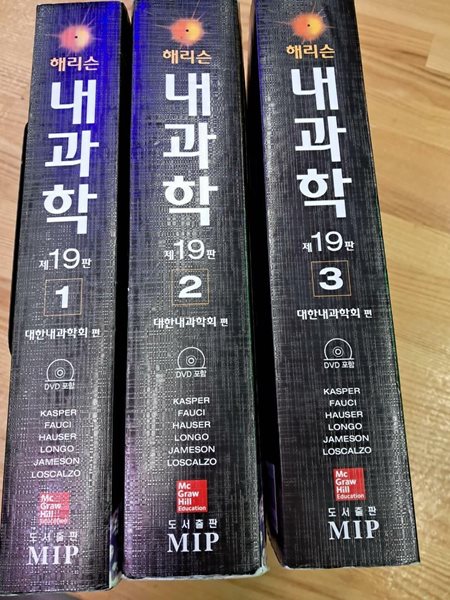 해리슨
내과학
제19판
1
대한내과학회 편
DVD 포함
KASPER
FAUCI
HAUSER
LONGO
JAMESON
LOSCALZO
Mc
Graw
Hill
Education
도서출판
MIP
해리슨
내과학
제19판
2
대한내과학회 편
DVD 포함
KASPER
FAUCI
HAUSER
LONGO
JAMESON
LOSCALZO
Mc
Graw
Hill
Education
도서출판
MIP
해리슨
내과학
제19판
3
대한내과학회 편
DVD 포함
KASPER
FAUCI
HAUSER
LONGO
JAMESON
LOSCALZO
Mc
Graw
Hill
Education
도서출판
MIP